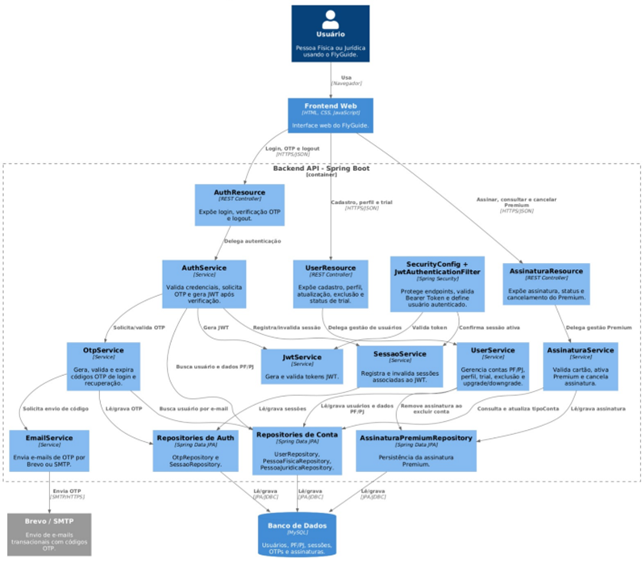 Usuário
Pessoa Física ou Jurídica
usando o FlyGuide.
Usa
[Navegador]
Frontend Web
[HTML, CSS, JavaScript]
Interface web do FlyGuide.
Login, OTP e logout
[HTTPS/JSON]
Backend API - Spring Boot
[container]
Cadastro, perfil e trial
[HTTPS/JSON]
Assinar, consultar e cancelar
Premium
[HTTPS/JSON]
AuthResource
[REST Controller]
Expõe login, verificação OTP
e logout.
Delega autenticação
AuthService
[Service]
Valida credenciais, solicita
OTP e gera JWT após
verificação.
UserResource
[REST Controller]
Expõe cadastro, perfil,
atualização, exclusão e
status de trial.
SecurityConfig +
JwtAuthenticationFilter
[Spring Security]
Protege endpoints, valida
Bearer Token e define
usuário autenticado.
AssinaturaResource
[REST Controller]
Expõe assinatura, status e
cancelamento do Premium.
Solicita/valida OTP
Gera JWT
Registra/invalida sessão
Delega gestão de usuários
Valida token
Confirma sessão ativa
Delega gestão Premium
OtpService
[Service]
Gera, valida e expira
códigos OTP de login e
recuperação.
Busca usuário e dados PF/PJ
JwtService
[Service]
Gera e valida tokens JWT.
SessaoService
[Service]
Registra e invalida sessões
associadas ao JWT.
UserService
[Service]
Gerencia contas PF/PJ,
perfil, trial, exclusão e
upgrade/downgrade.
AssinaturaService
[Service]
Valida cartão, ativa
Premium e cancela
assinatura.
Solicita envio de código
Lê/grava OTP
Busca usuário por e-mail
Lê/grava sessões
Lê/grava usuários e dados
PF/PJ
Remove assinatura ao
excluir conta
Consulta e atualiza tipoConta
Lê/grava assinatura
EmailService
[Service]
Envia e-mails de OTP por
Brevo ou SMTP.
Repositories de Auth
[Spring Data JPA]
OtpRepository e
SessaoRepository.
Repositories de Conta
[Spring Data JPA]
UserRepository,
PessoaFisicaRepository,
PessoaJuridicaRepository.
AssinaturaPremiumRepository
[Spring Data JPA]
Persistência da assinatura
Premium.
Envia OTP
[SMTP/HTTPS]
Lê/grava
[JPA/JDBC]
Lê/grava
[JPA/JDBC]
Lê/grava
[JPA/JDBC]
Brevo / SMTP
Envio de e-mails
transacionais com códigos
OTP.
Banco de Dados
[MySQL]
Usuários, PF/PJ, sessões,
OTPs e assinaturas.